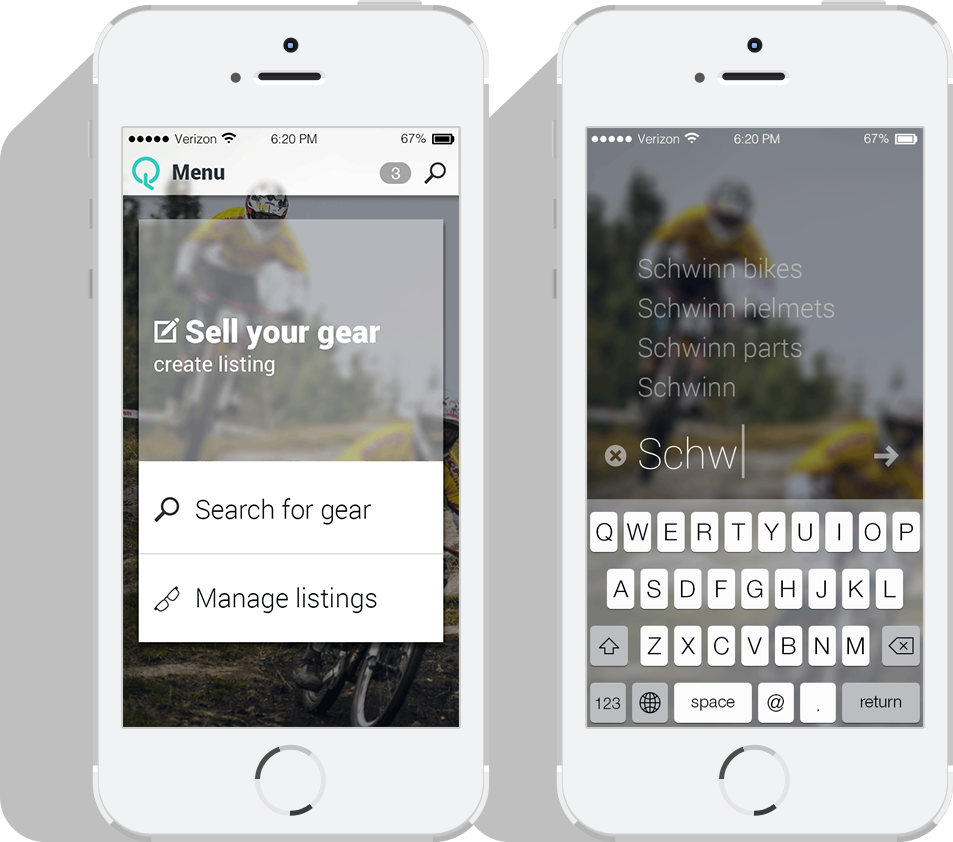 Verizon 6:20 PM 67%
Menu 3
Sell your gear
create listing
Search for gear
Manage listings
Verizon 6:20 PM 67%
Schwinn bikes
Schwinn helmets
Schwinn parts
Schwinn
Schw
Q W E R T Y U I O P
A S D F G H J K L
Z X C V B N M
123 space @ . return